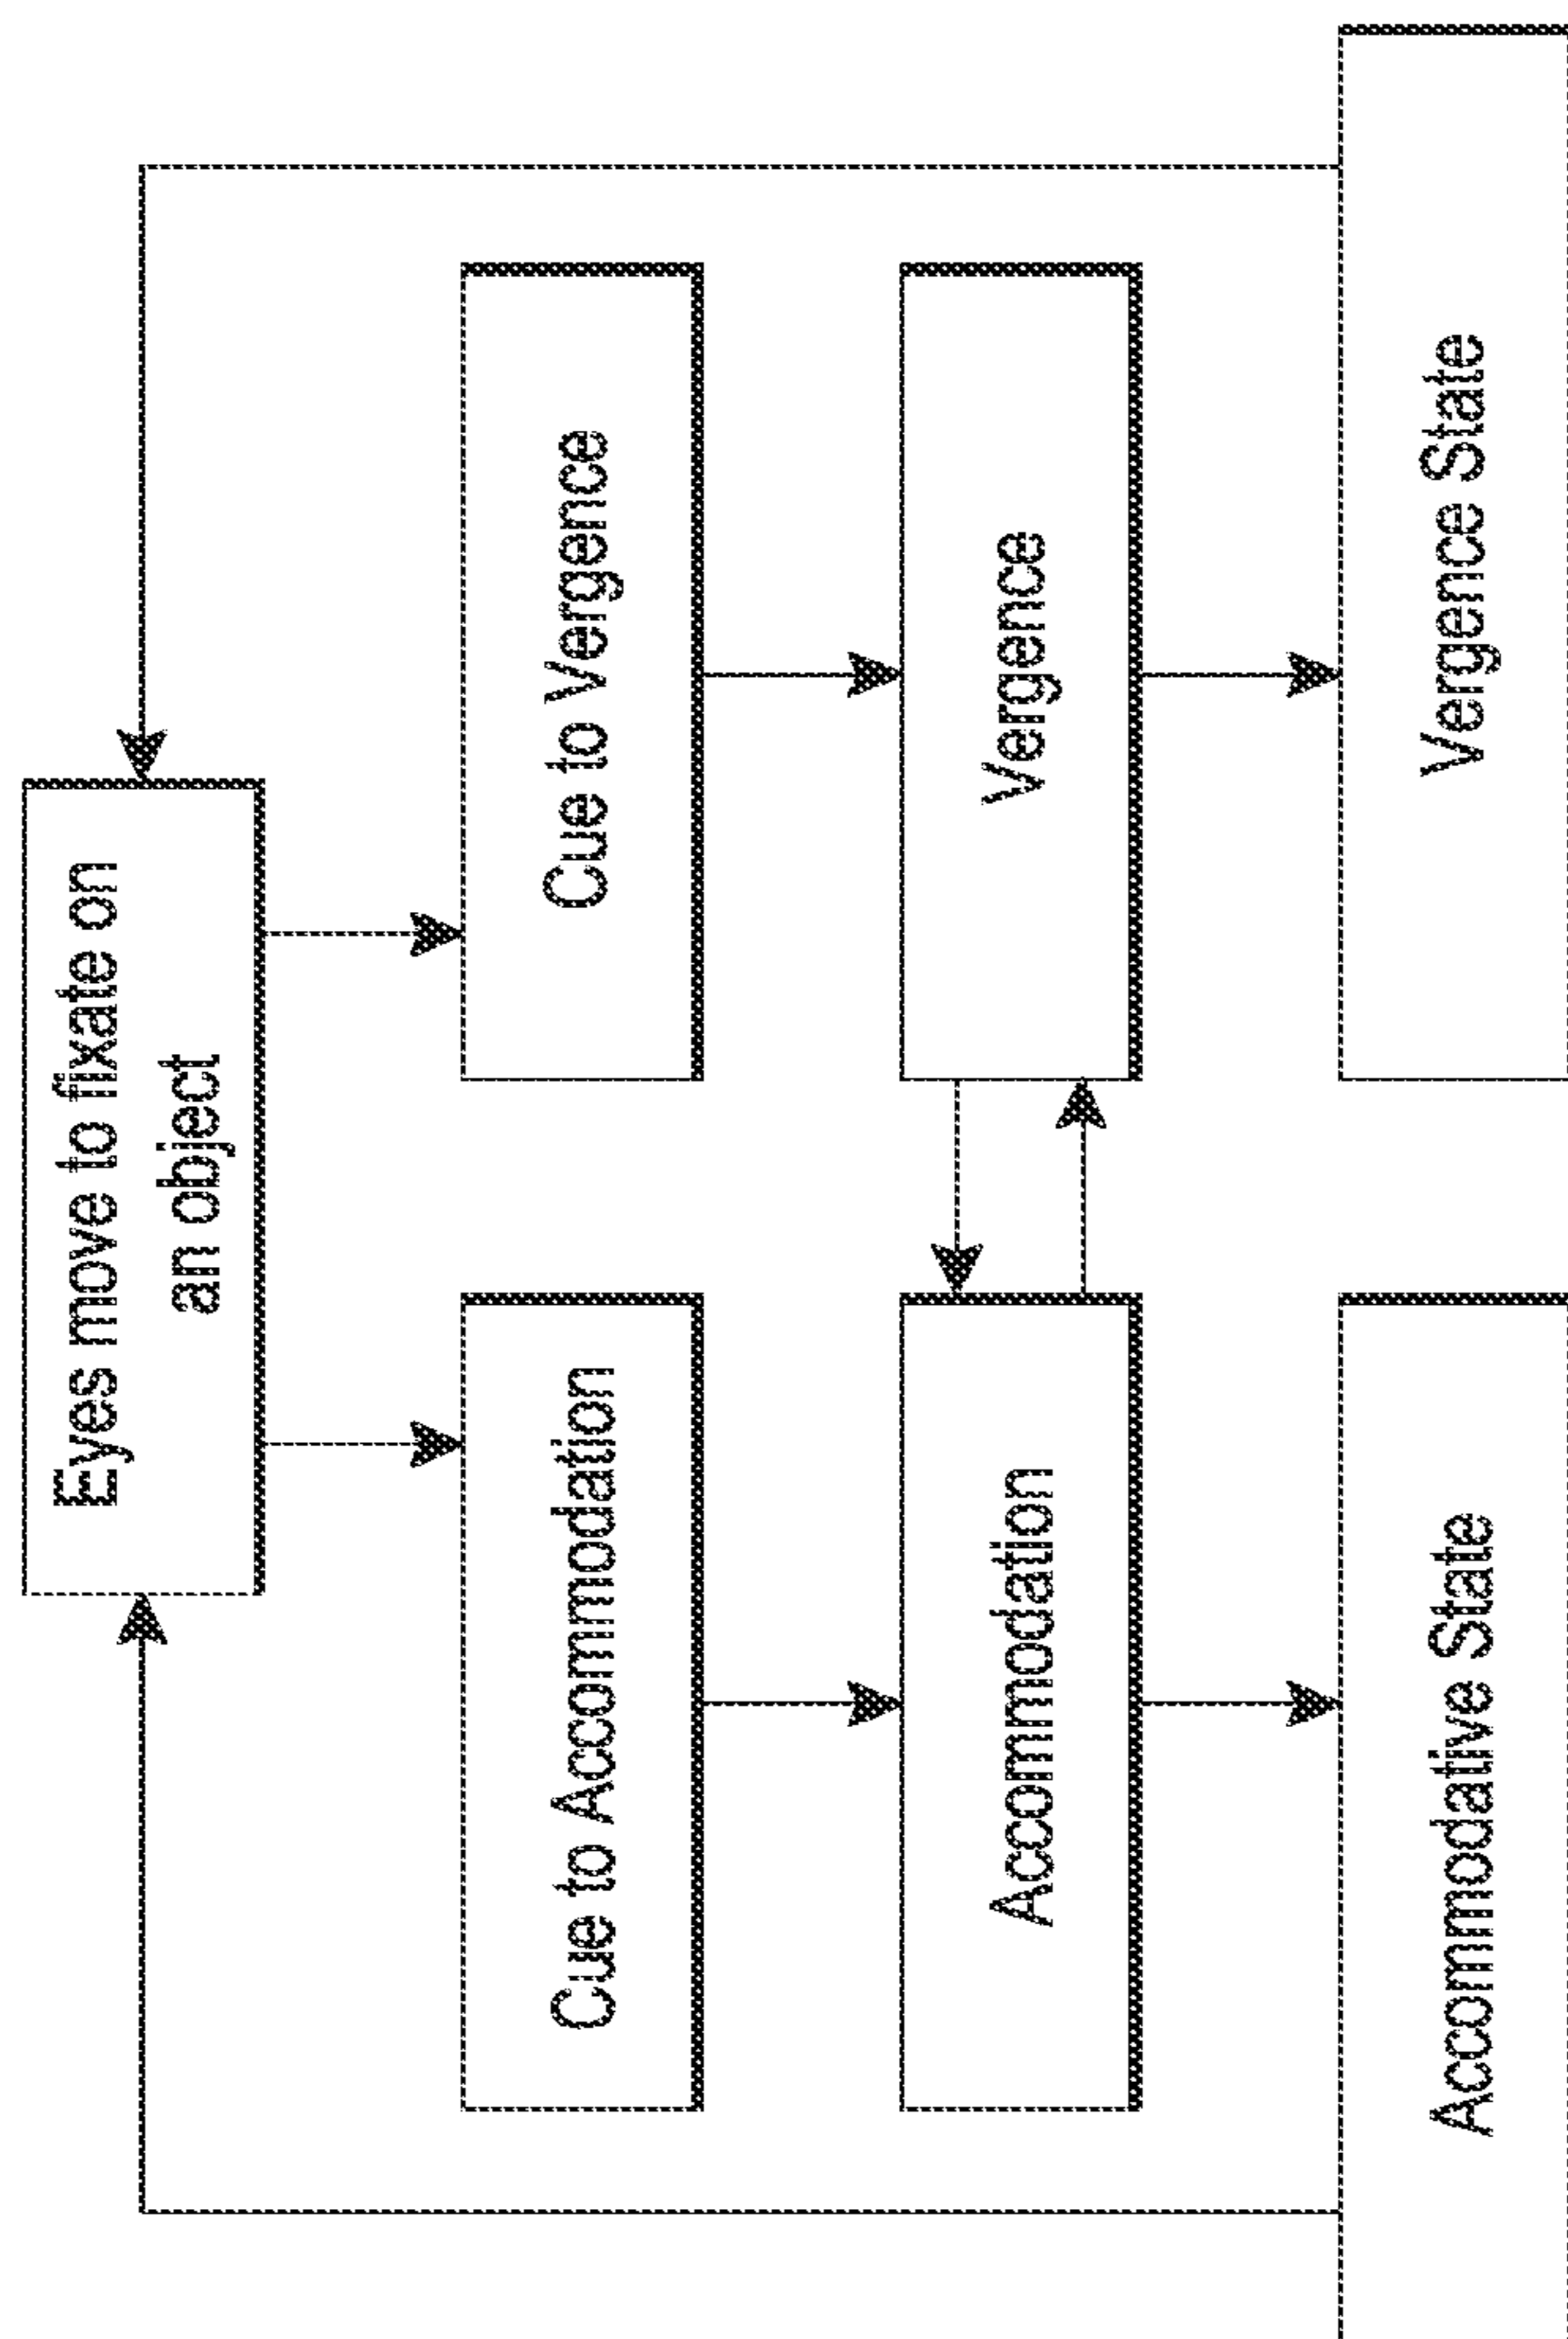 Eyes move to fixate on
an object
Cue to Accommodation
Cue to Vergence
Accommodation
Vergence
Accommodative State
Vergence State